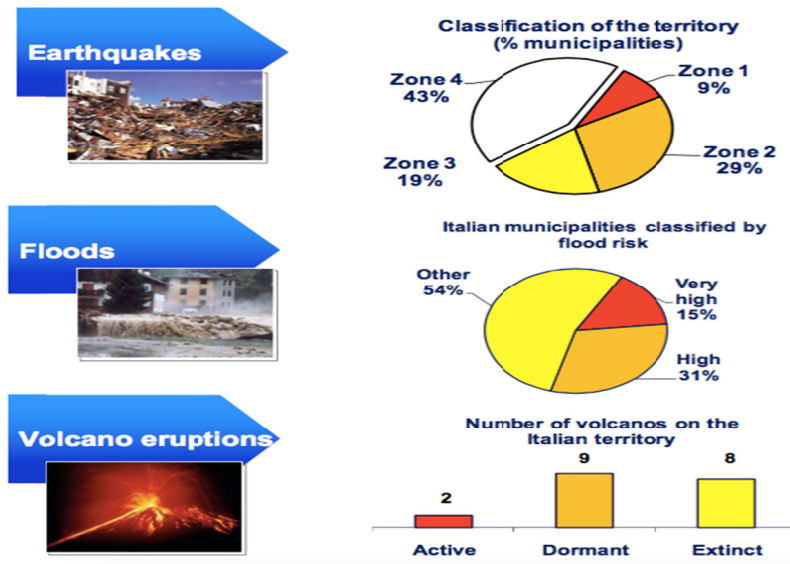 Earthquakes
Classification of the territory
(% municipalities)
Zone 4
43%
Zone 1
9%
Zone 3
19%
Zone 2
29%
Floods
Italian municipalities classified by
flood risk
Other
54%
Very
high
15%
High
31%
Volcano eruptions
Number of volcanos on the
Italian territory
2
9
8
Active
Dormant
Extinct